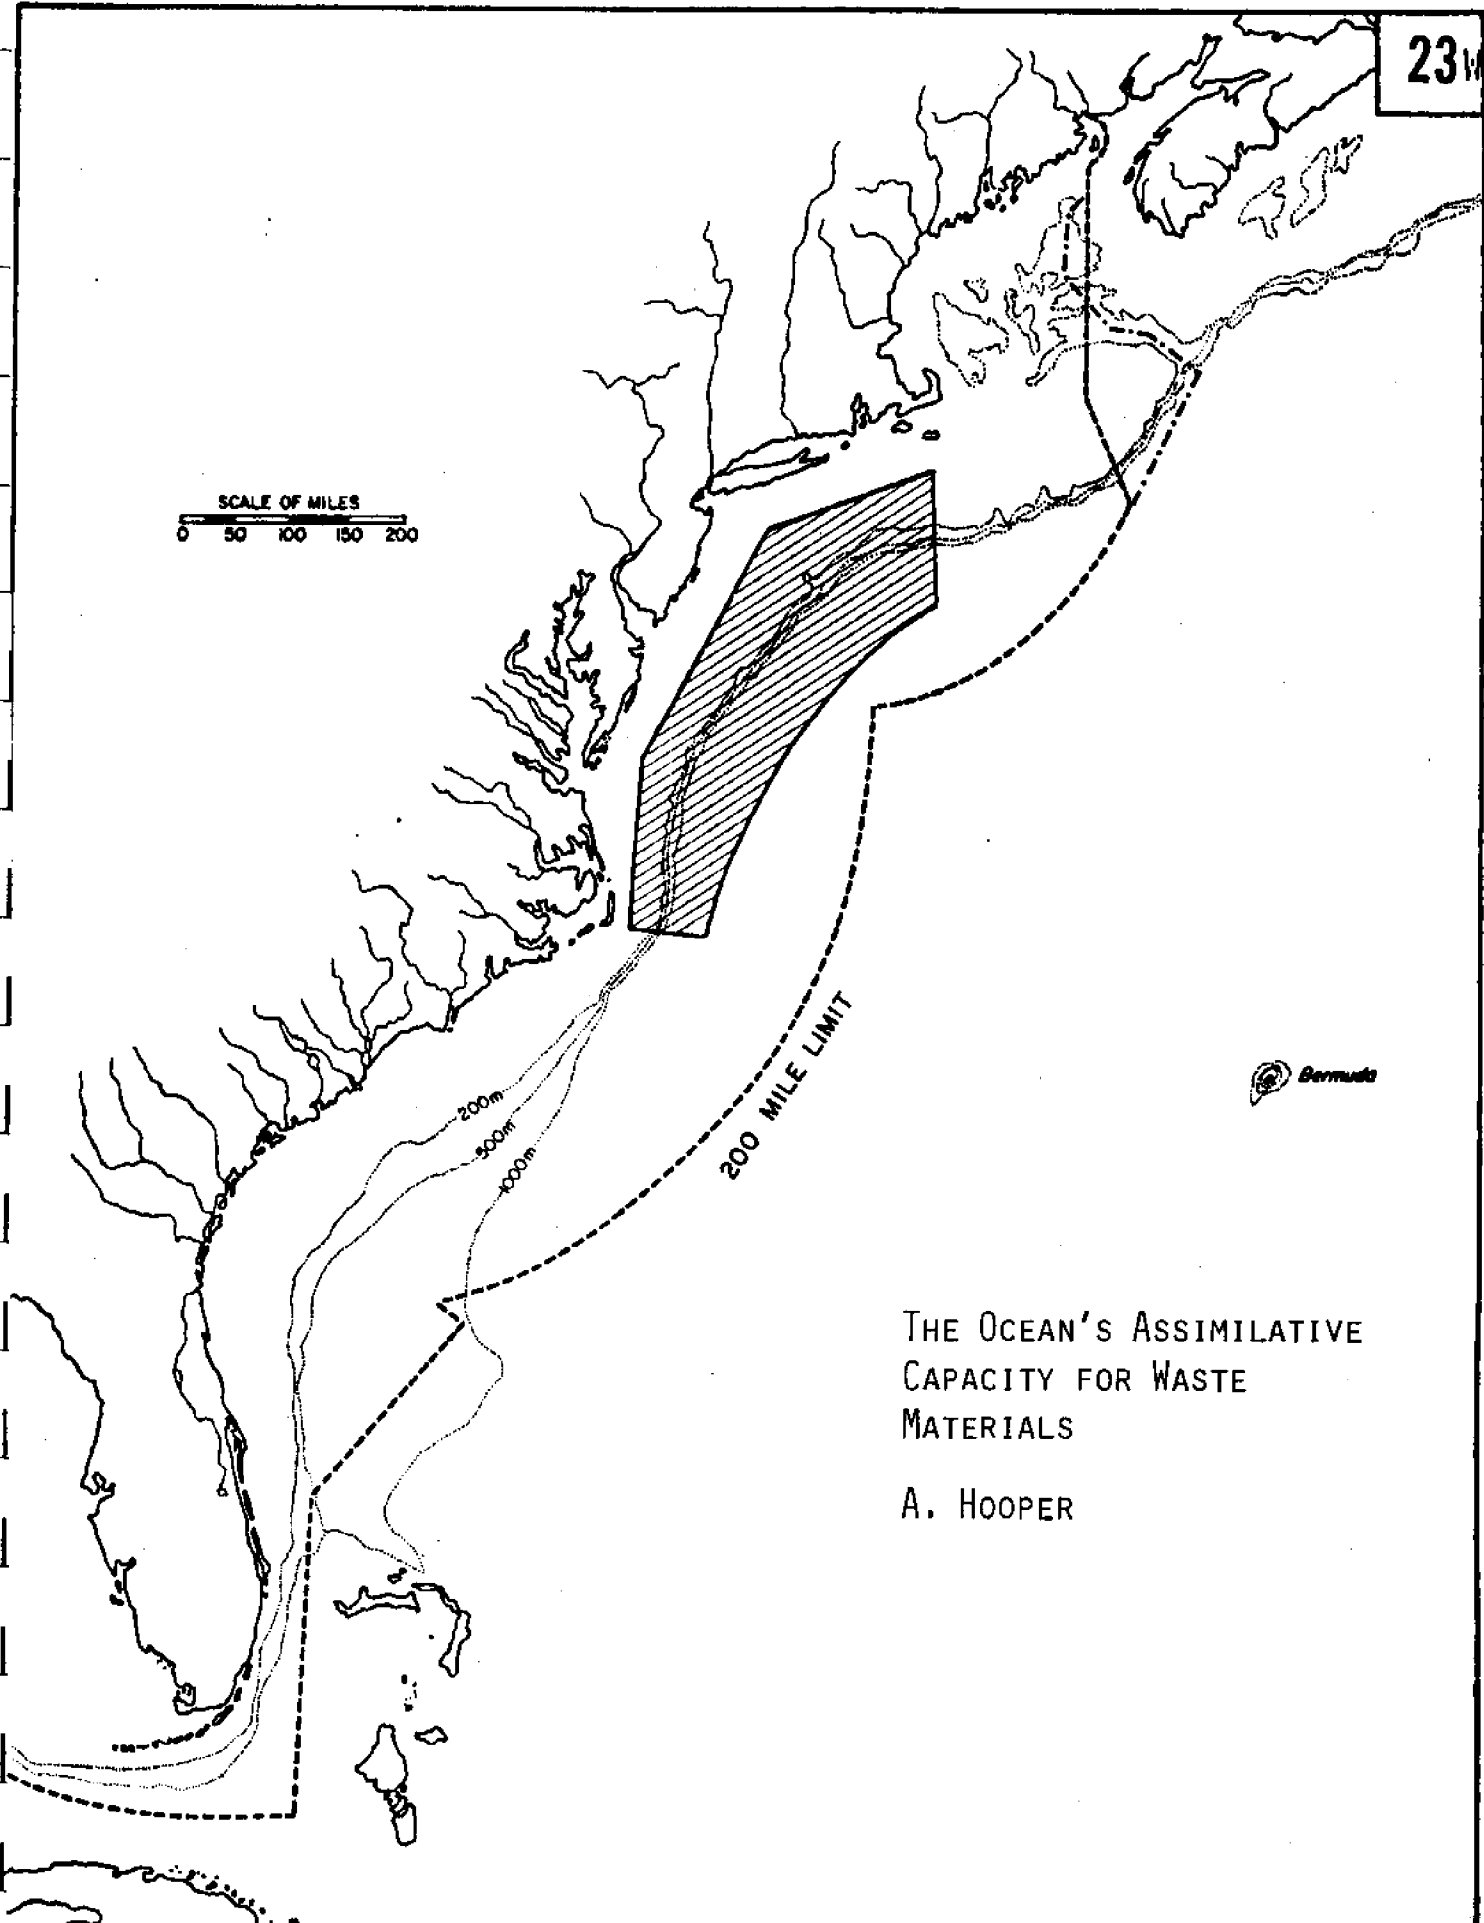 23
SCALE OF MILES
0 50 100 150 200
200m
500m
1000m
200 MILE LIMIT
Bermuda
THE OCEAN'S ASSIMILATIVE
CAPACITY FOR WASTE
MATERIALS
A. HOOPER